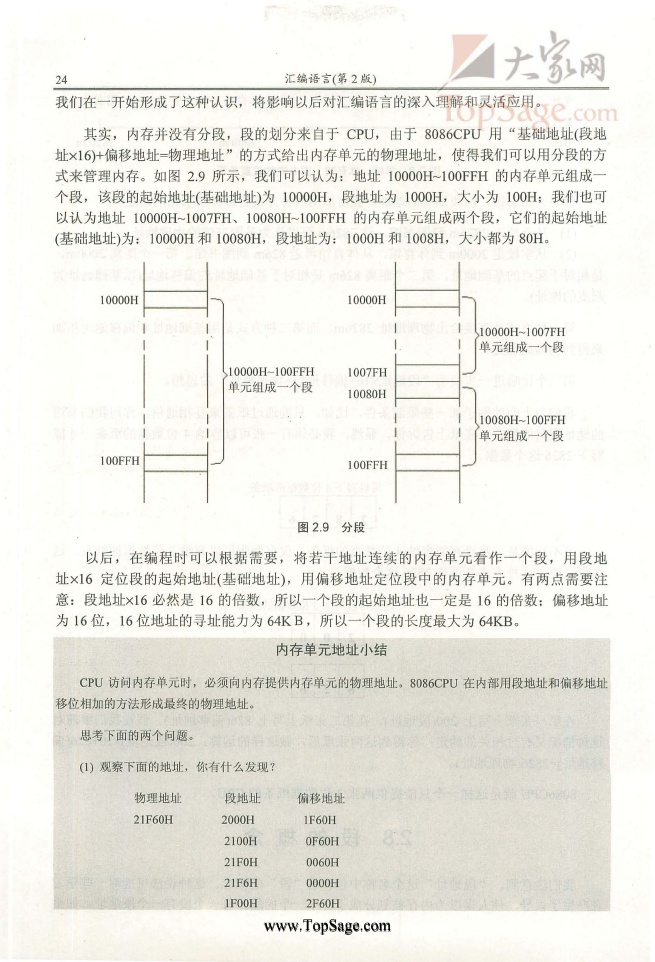 大家网
TopSage.com
24
汇编语言(第 2 版)
我们在一开始形成了这种认识，将影响以后对汇编语言的深入理解和灵活应用。
其实，内存并没有分段，段的划分来自于 CPU，由于 8086CPU 用“基础地址(段地
址×16)+偏移地址=物理地址”的方式给出内存单元的物理地址，使得我们可以用分段的方
式来管理内存。如图 2.9 所示，我们可以认为：地址 10000H~100FFH 的内存单元组成一
个段，该段的起始地址(基础地址)为 10000H，段地址为 1000H，大小为 100H；我们也可
以认为地址 10000H~1007FH、10080H~100FFH 的内存单元组成两个段，它们的起始地址
(基础地址)为：10000H 和 10080H，段地址为：1000H 和 1008H，大小都为 80H。
10000H
10000H~100FFH
单元组成一个段
100FFH
10000H
10000H~1007FH
单元组成一个段
1007FH
10080H
10080H~100FFH
单元组成一个段
100FFH
图 2.9 分段
以后，在编程时可以根据需要，将若干地址连续的内存单元看作一个段，用段地
址×16 定位段的起始地址(基础地址)，用偏移地址定位段中的内存单元。有两点需要注
意：段地址×16 必然是 16 的倍数，所以一个段的起始地址也一定是 16 的倍数；偏移地址
为 16 位，16 位地址的寻址能力为 64K B，所以一个段的长度最大为 64KB。
内存单元地址小结
CPU 访问内存单元时，必须向内存提供内存单元的物理地址。8086CPU 在内部用段地址和偏移地址
移位相加的方法形成最终的物理地址。
思考下面的两个问题。
(1) 观察下面的地址，你有什么发现？
物理地址 段地址 偏移地址
21F60H 2000H 1F60H
2100H 0F60H
21F0H 0060H
21F6H 0000H
1F00H 2F60H
www.TopSage.com